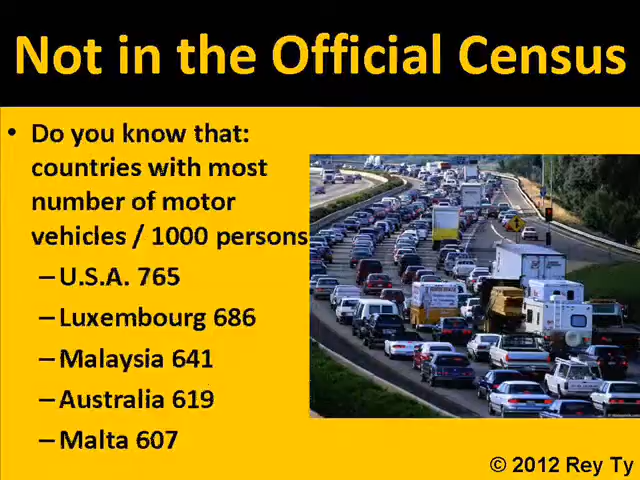 Not in the Official Census
• Do you know that:
countries with most
number of motor
vehicles / 1000 persons
–U.S.A. 765
–Luxembourg 686
–Malaysia 641
–Australia 619
–Malta 607
© 2012 Rey Ty